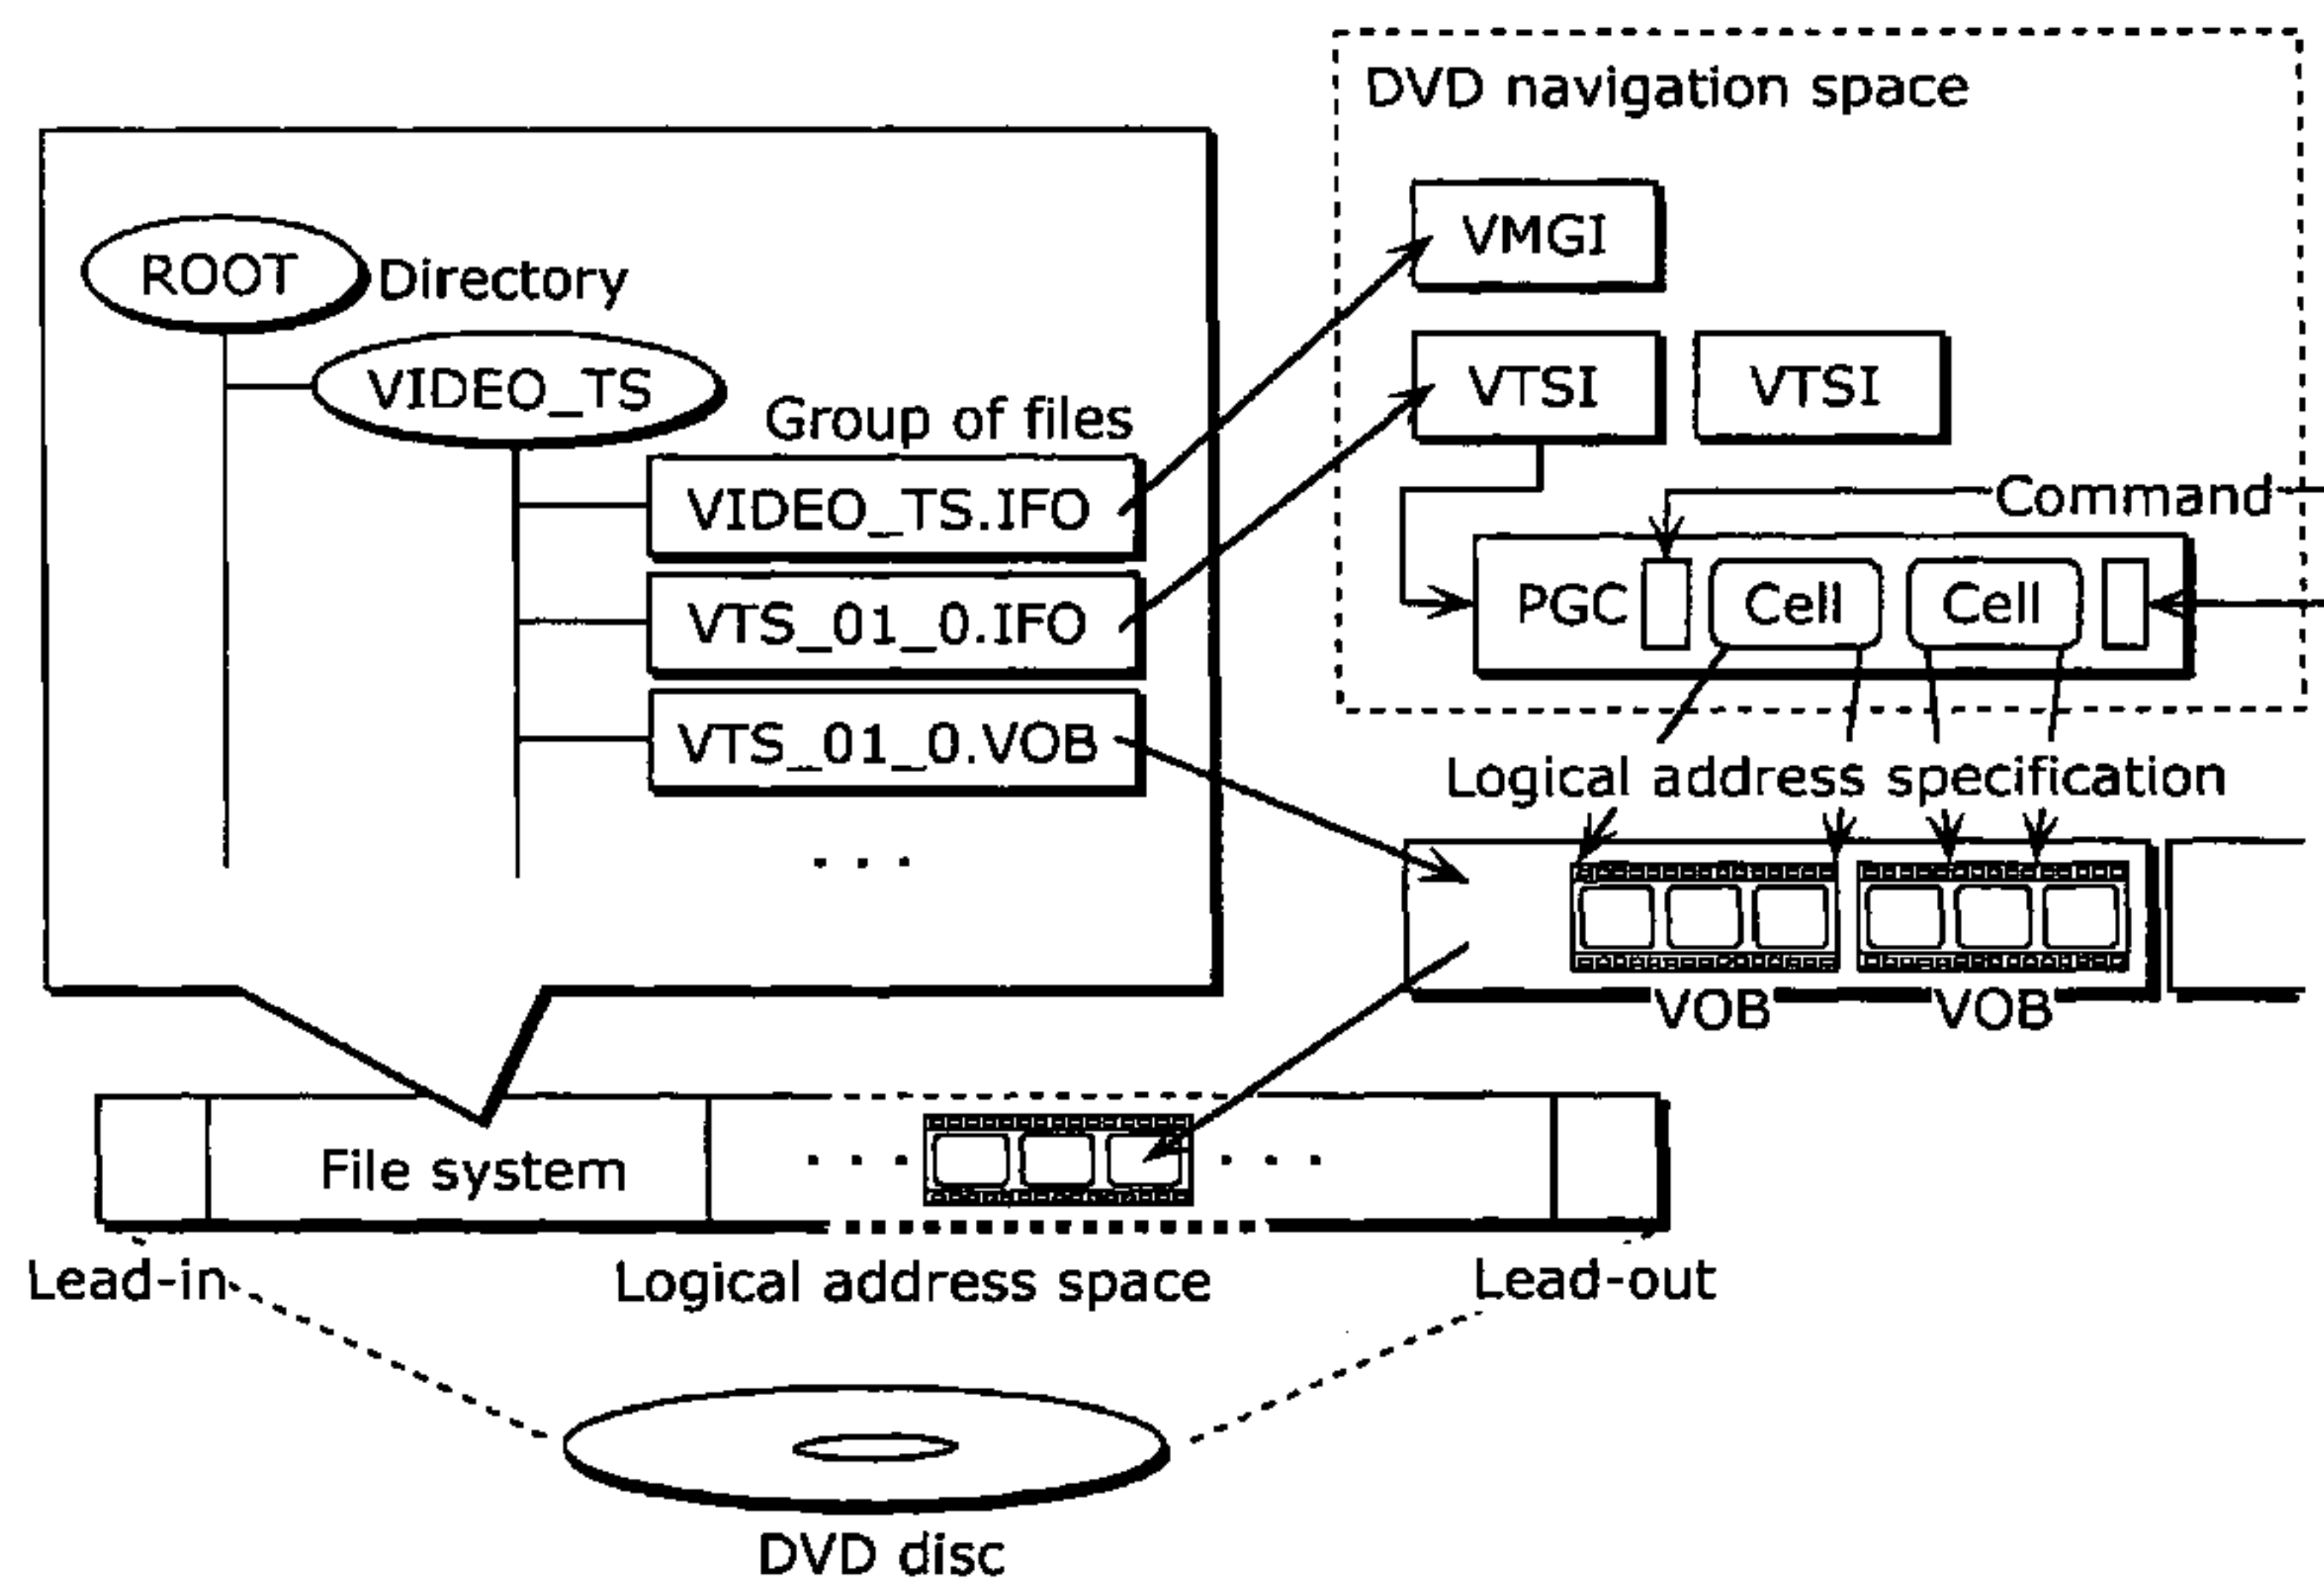 DVD navigation space
VMGI
ROOT
Directory
VIDEO_TS
VTSI
VTSI
Group of files
VIDEO_TS.IFO
Command
VTS_01_0.IFO
PGC
Cell
Cell
VTS_01_0.VOB
Logical address specification
. . .
VOB
VOB
File system
. . .
. . .
Lead-in
Logical address space
Lead-out
DVD disc